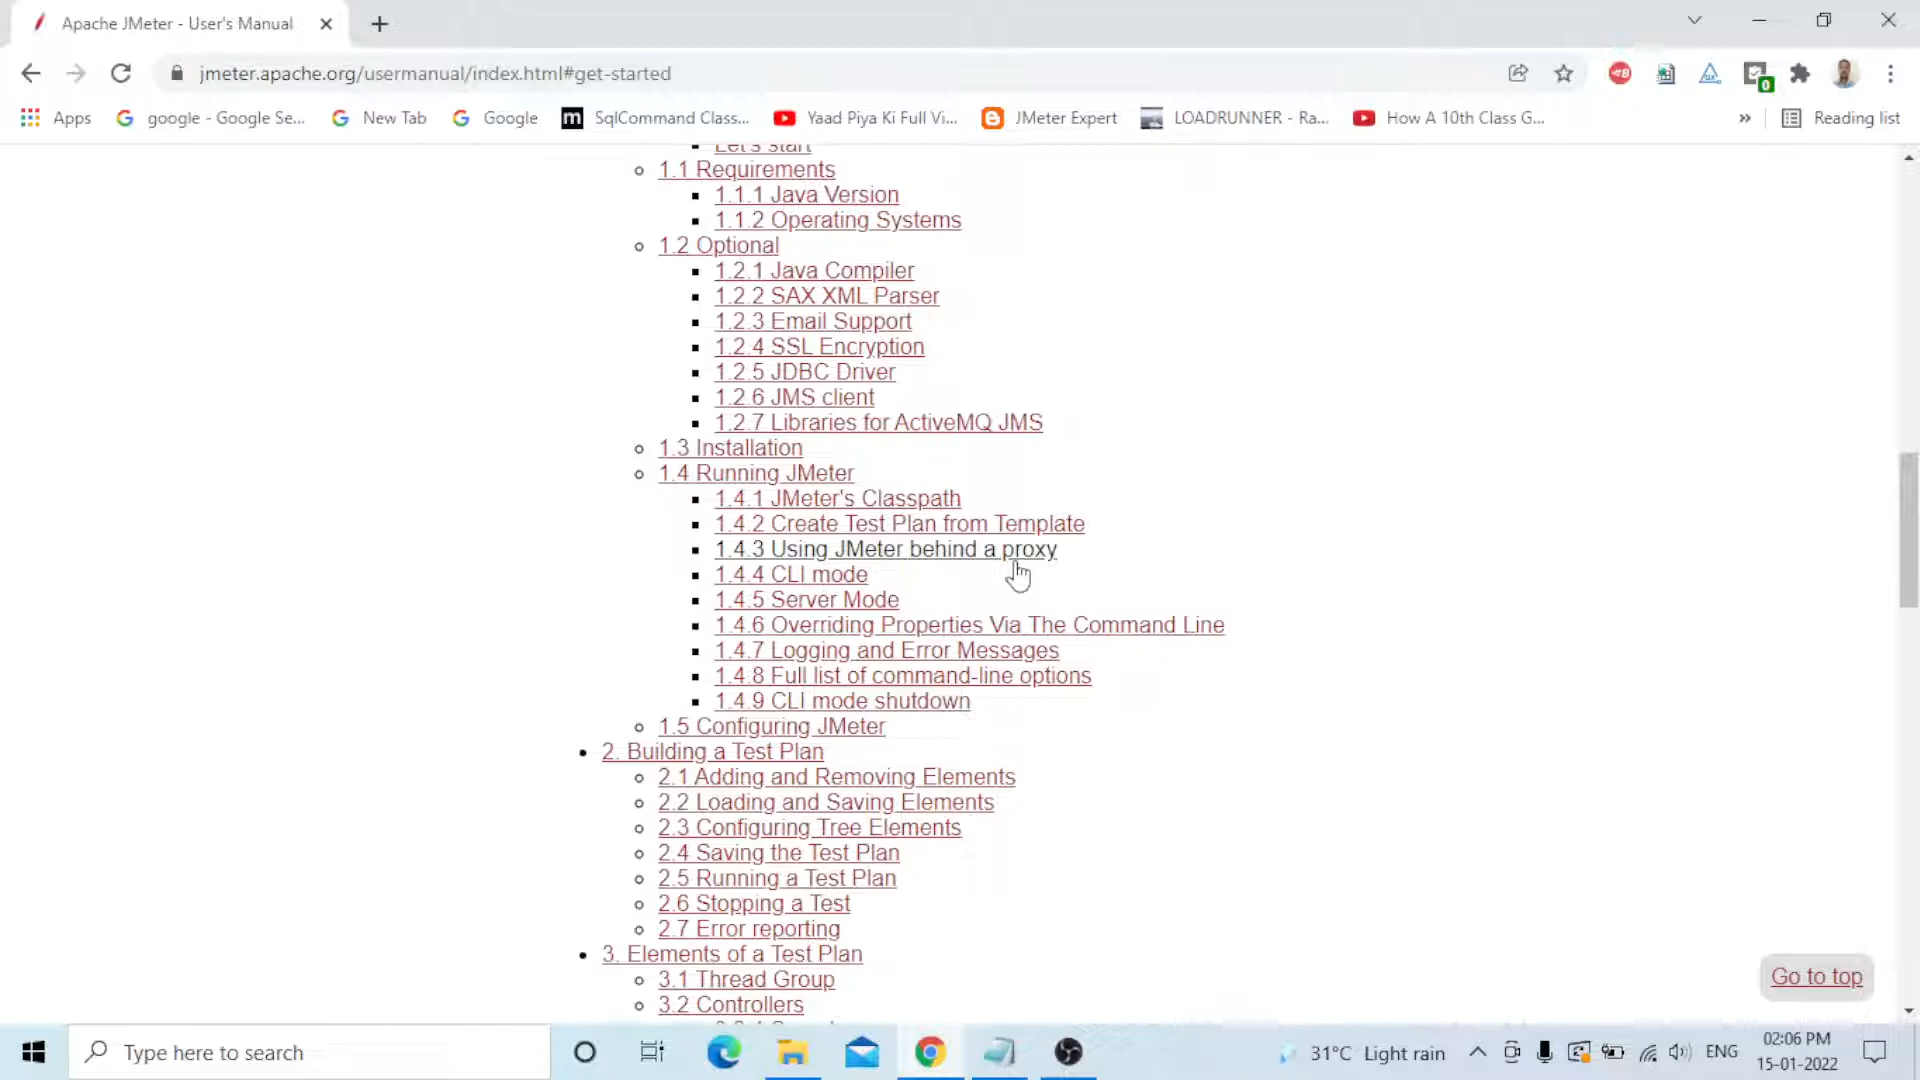 Apache JMeter - User's Manual
jmeter.apache.org/usermanual/index.html#get-started
0
Apps
google - Google Se...
New Tab
Google
m
SqlCommand Class...
Yaad Piya Ki Full Vi...
JMeter Expert
LOADRUNNER - Ra...
How A 10th Class G...
»
Reading list
Let's start
1.1 Requirements
1.1.1 Java Version
1.1.2 Operating Systems
1.2 Optional
1.2.1 Java Compiler
1.2.2 SAX XML Parser
1.2.3 Email Support
1.2.4 SSL Encryption
1.2.5 JDBC Driver
1.2.6 JMS client
1.2.7 Libraries for ActiveMQ JMS
1.3 Installation
1.4 Running JMeter
1.4.1 JMeter's Classpath
1.4.2 Create Test Plan from Template
1.4.3 Using JMeter behind a proxy
1.4.4 CLI mode
1.4.5 Server Mode
1.4.6 Overriding Properties Via The Command Line
1.4.7 Logging and Error Messages
1.4.8 Full list of command-line options
1.4.9 CLI mode shutdown
1.5 Configuring JMeter
2. Building a Test Plan
2.1 Adding and Removing Elements
2.2 Loading and Saving Elements
2.3 Configuring Tree Elements
2.4 Saving the Test Plan
2.5 Running a Test Plan
2.6 Stopping a Test
2.7 Error reporting
3. Elements of a Test Plan
3.1 Thread Group
3.2 Controllers
Go to top
Type here to search
31°C Light rain
ENG
02:06 PM
15-01-2022